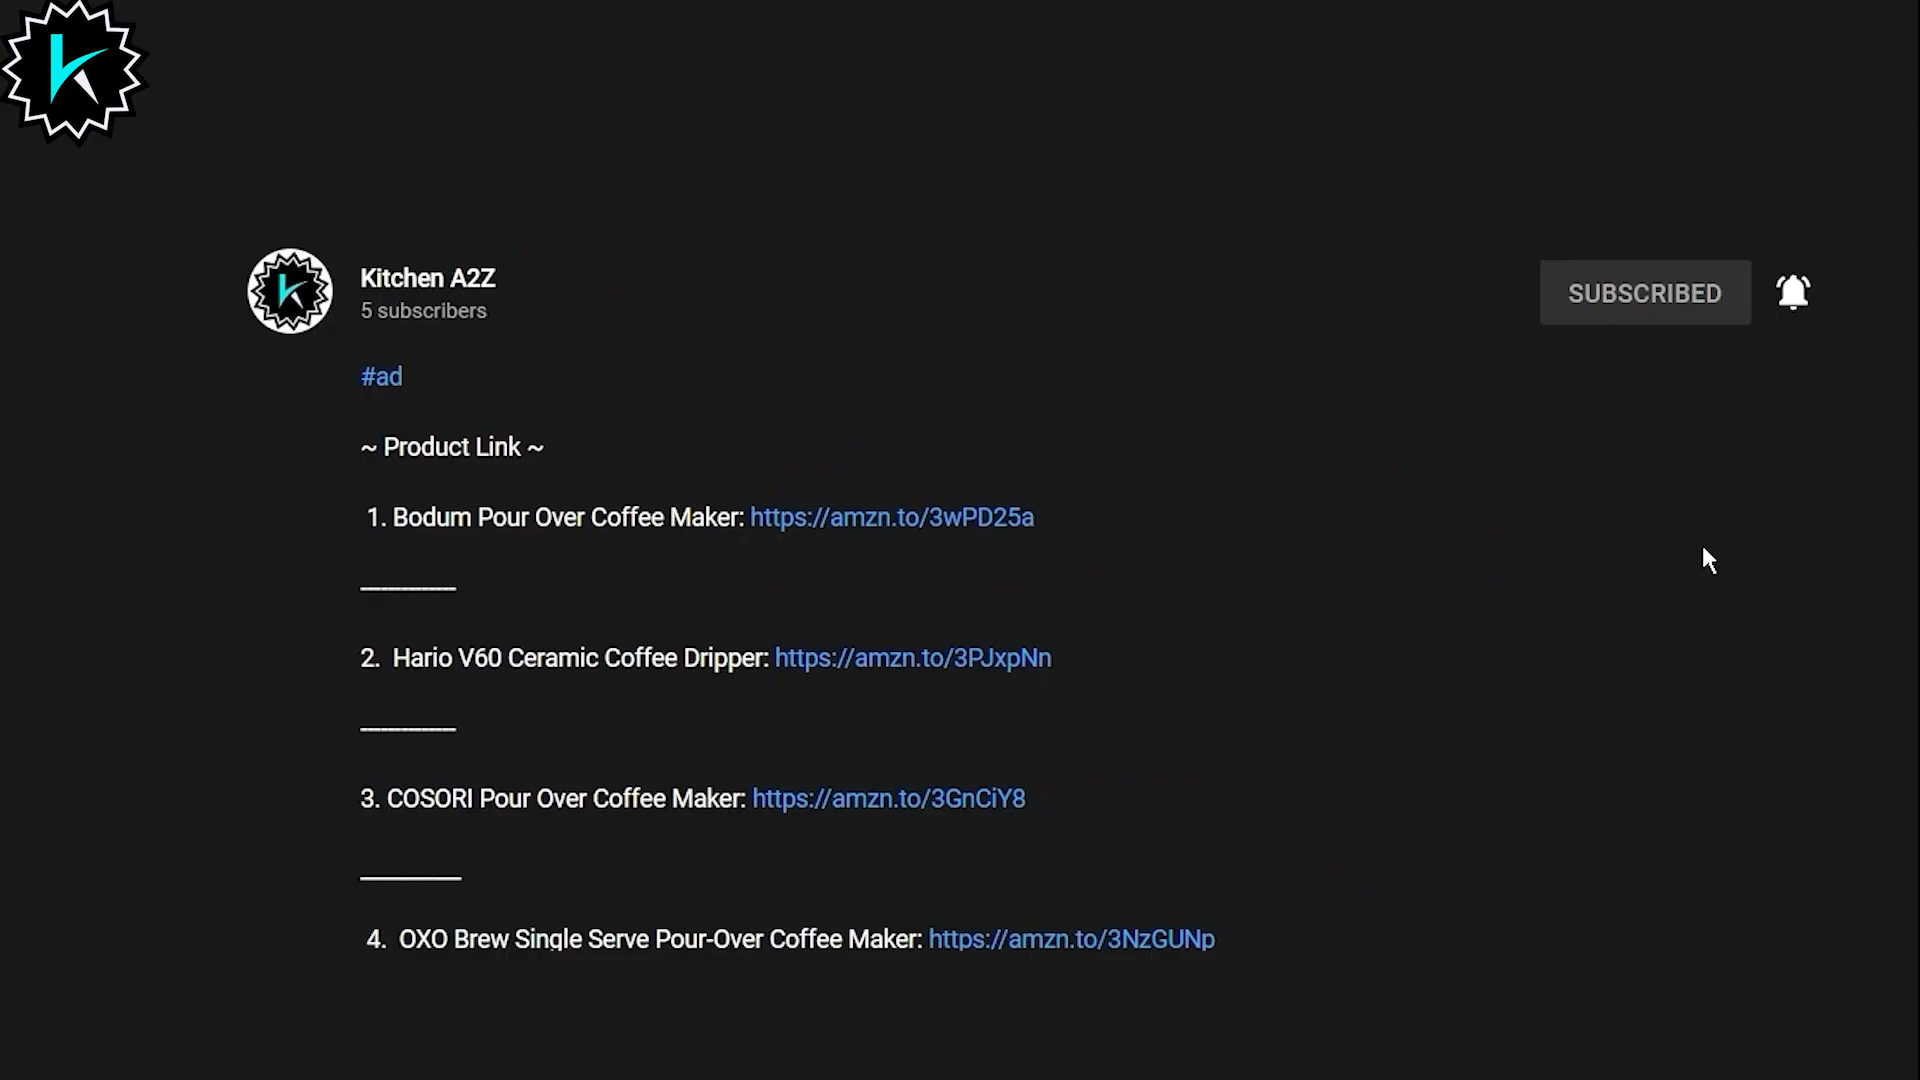 Kitchen A2Z
5 subscribers
SUBSCRIBED
#ad
~ Product Link ~
1. Bodum Pour Over Coffee Maker: https://amzn.to/3wPD25a
2. Hario V60 Ceramic Coffee Dripper: https://amzn.to/3PJxpNn
3. COSORI Pour Over Coffee Maker: https://amzn.to/3GnCiY8
4. OXO Brew Single Serve Pour-Over Coffee Maker: https://amzn.to/3NzGUNp